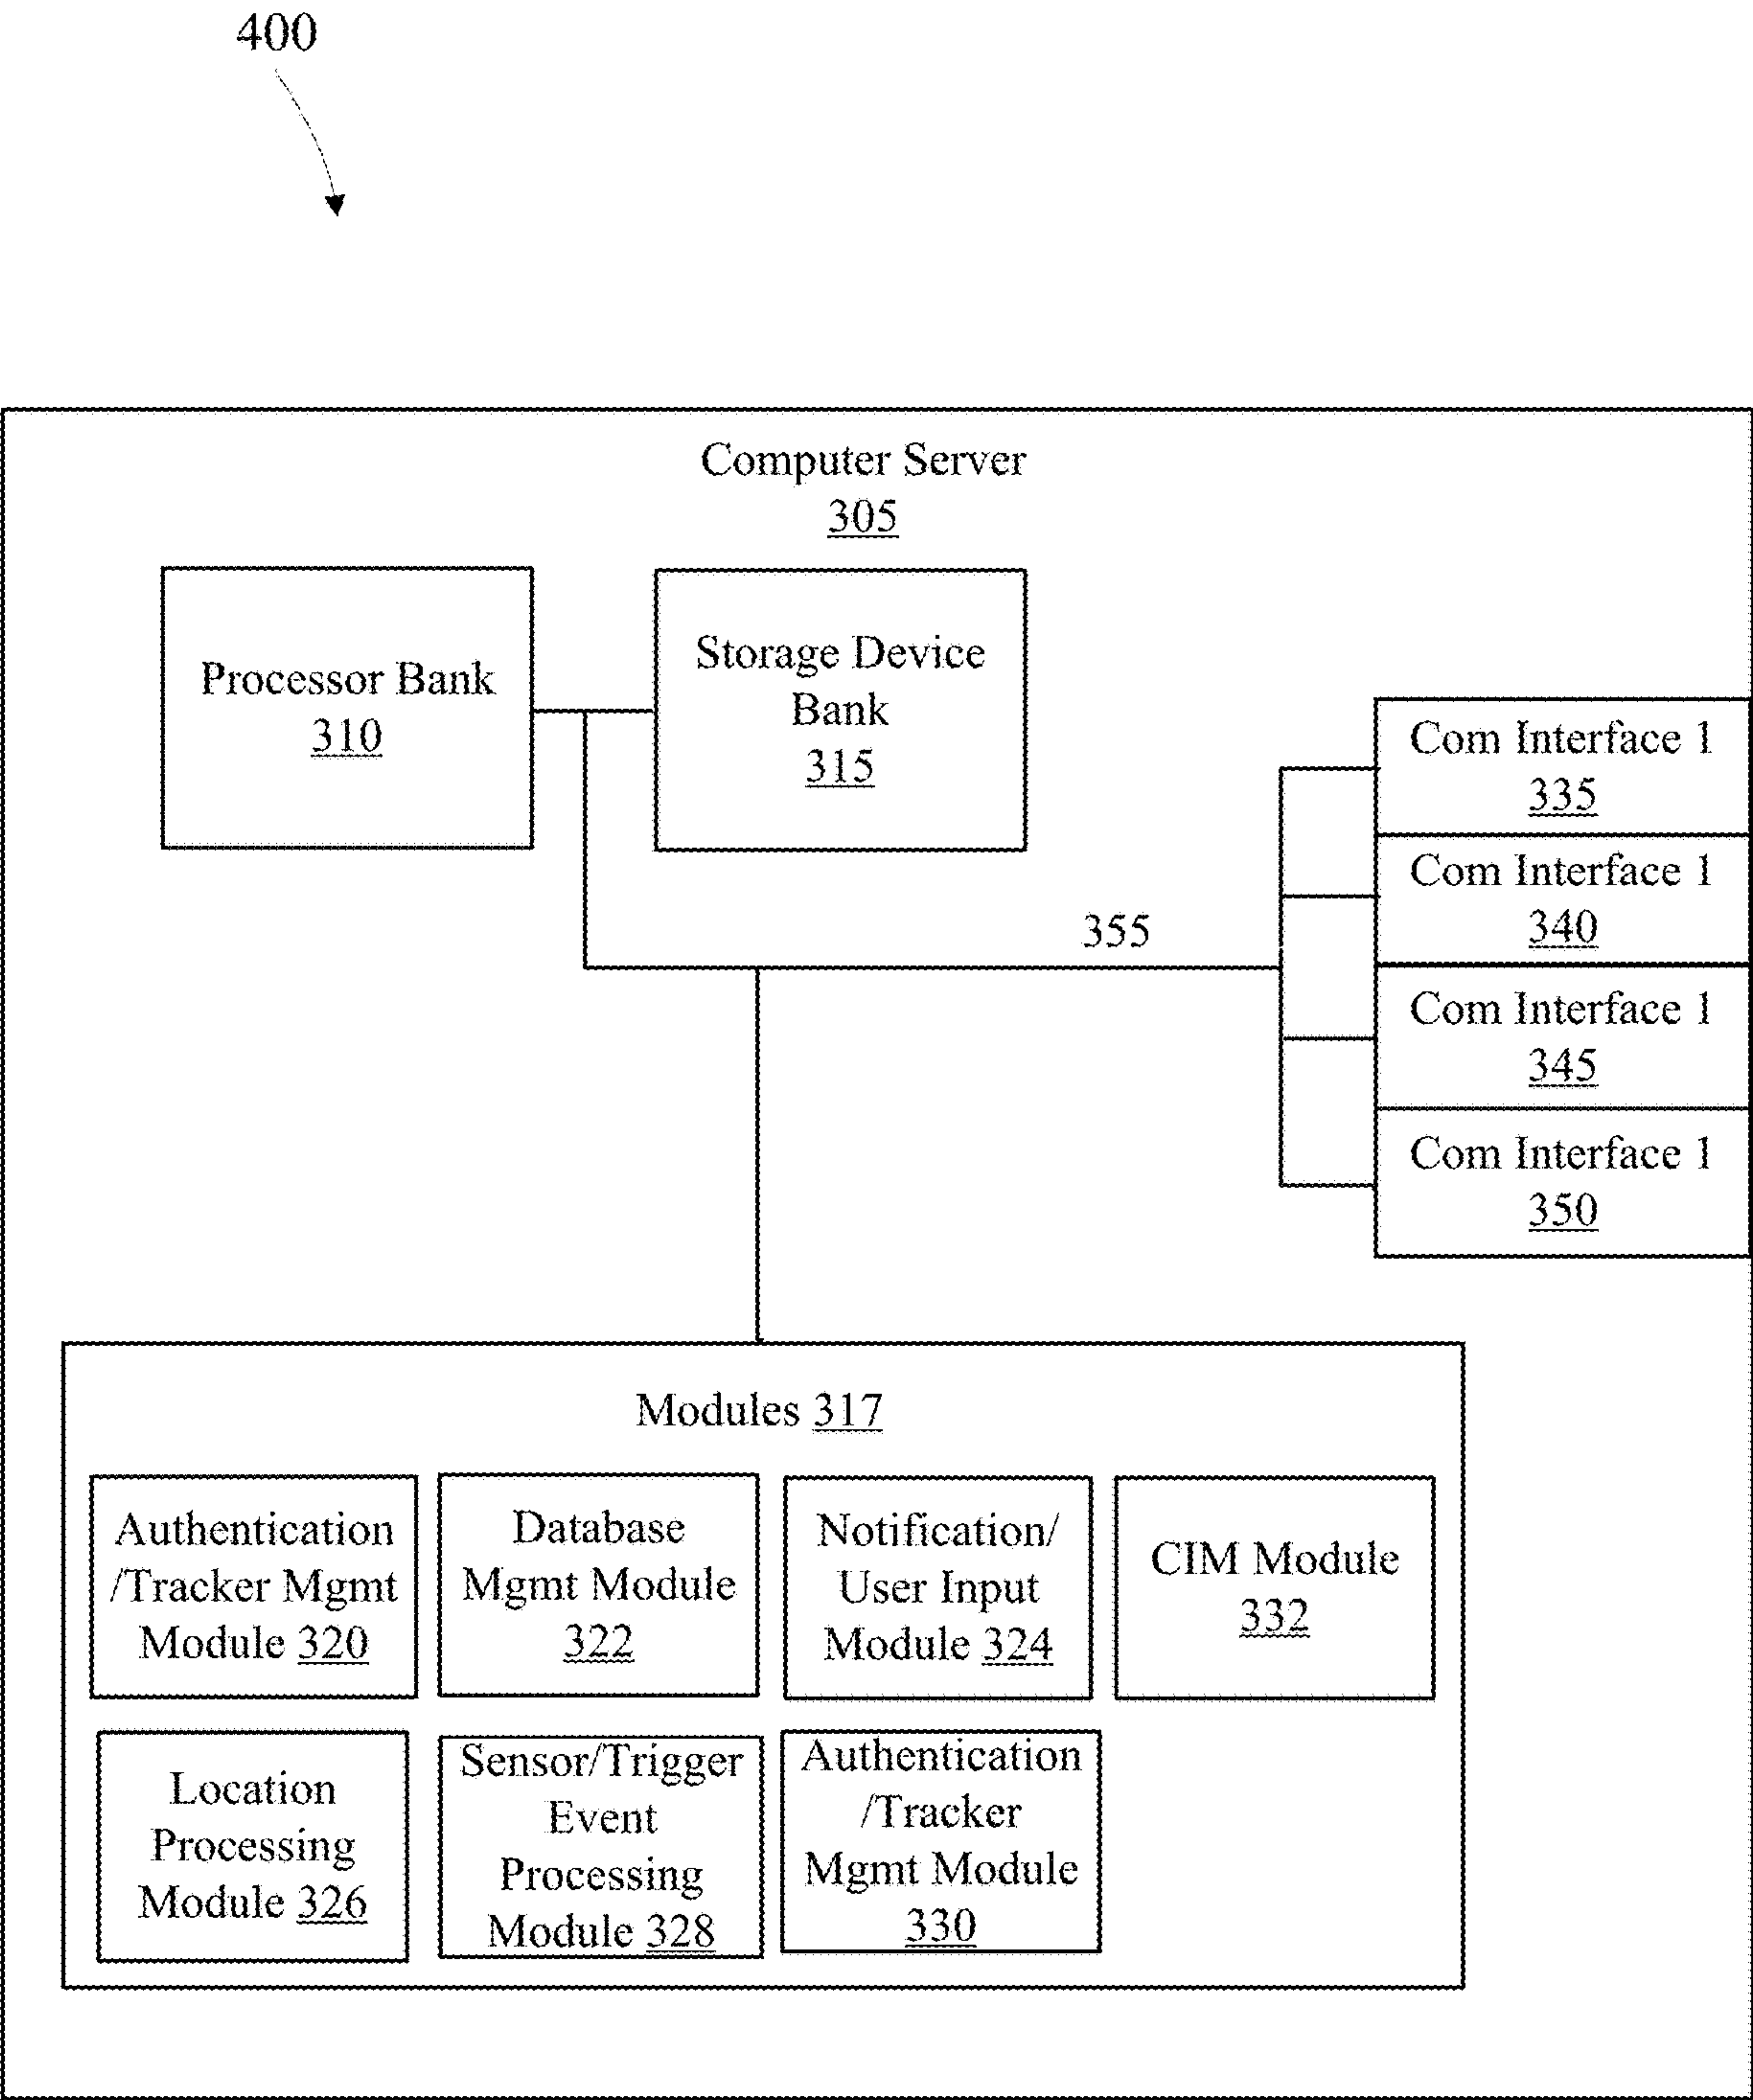 400
Computer Server
305
Processor Bank
310
Storage Device
Bank
315
Com Interface 1
335
Com Interface 1
340
355
Com Interface 1
345
Com Interface 1
350
Modules 317
Authentication
/Tracker Mgmt
Module 320
Database
Mgmt Module
322
Notification/
User Input
Module 324
CIM Module
332
Location
Processing
Module 326
Sensor/Trigger
Event
Processing
Module 328
Authentication
/Tracker
Mgmt Module
330